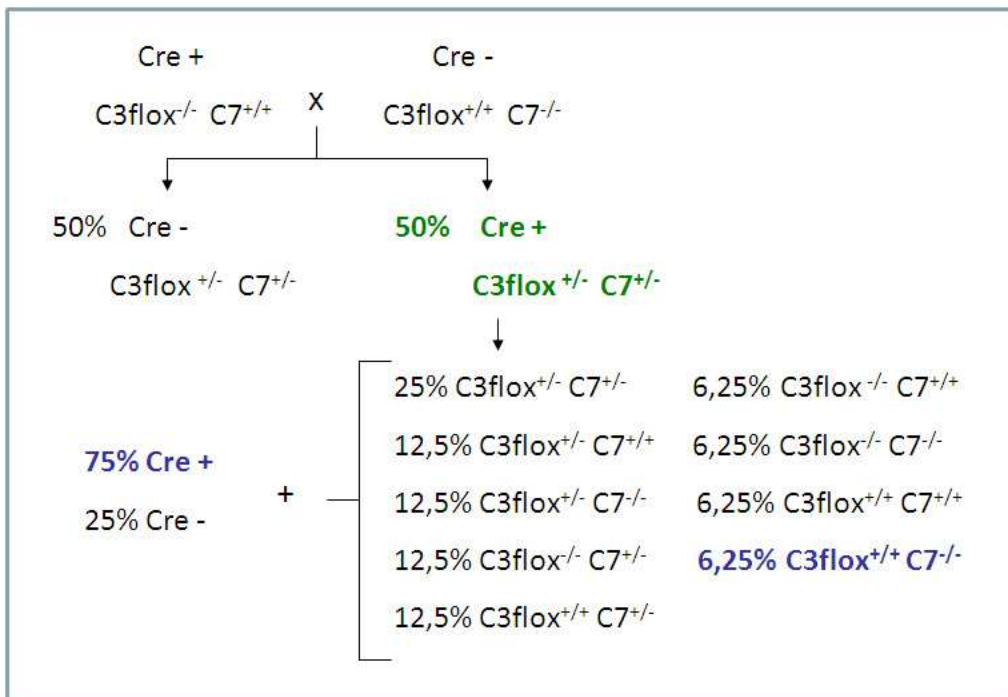 Cre + Cre -
C3flox-/- C7+/+ X C3flox+/+ C7-/-
50% Cre - 50% Cre +
C3flox +/- C7+/- C3flox +/- C7+/-
25% C3flox+/- C7+/- 6,25% C3flox -/- C7+/+
12,5% C3flox+/- C7+/+ 6,25% C3flox-/- C7-/-
75% Cre +
+ 12,5% C3flox+/- C7-/- 6,25% C3flox+/+ C7+/+
25% Cre -
12,5% C3flox-/- C7+/- 6,25% C3flox+/+ C7-/-
12,5% C3flox+/+ C7+/-